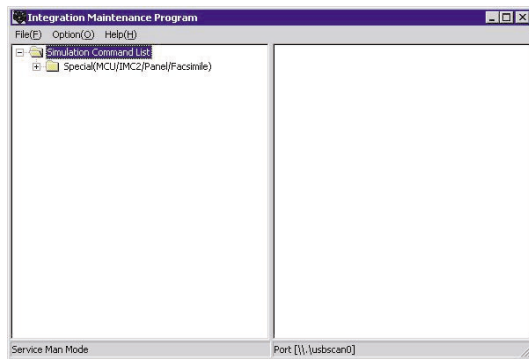 Integration Maintenance Program
File(F) Option(O) Help(H)
Simulation Command List
Special(MCU/IMC2/Panel/Facsimile)
Service Man Mode
Port [\\.\usbscan0]